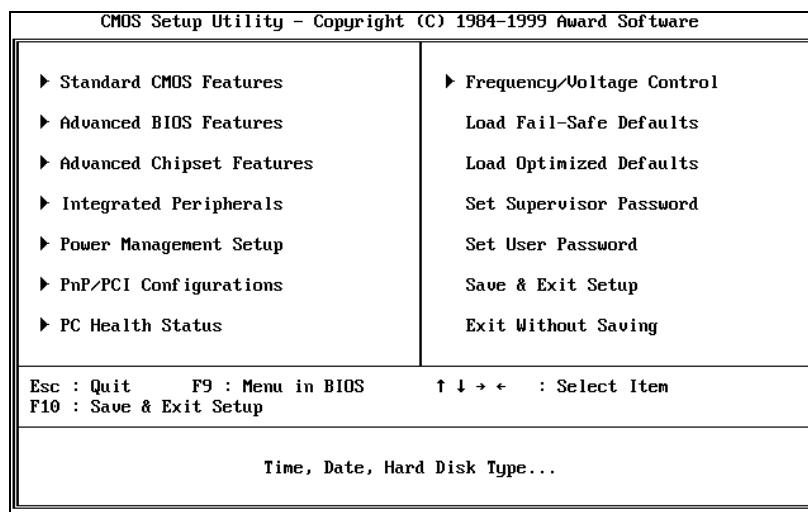 CMOS Setup Utility – Copyright (C) 1984–1999 Award Software
▶ Standard CMOS Features
▶ Advanced BIOS Features
▶ Advanced Chipset Features
▶ Integrated Peripherals
▶ Power Management Setup
▶ PnP/PCI Configurations
▶ PC Health Status
▶ Frequency/Voltage Control
Load Fail–Safe Defaults
Load Optimized Defaults
Set Supervisor Password
Set User Password
Save & Exit Setup
Exit Without Saving
Esc : Quit F9 : Menu in BIOS ↑ ↓ → ← : Select Item
F10 : Save & Exit Setup
Time, Date, Hard Disk Type...